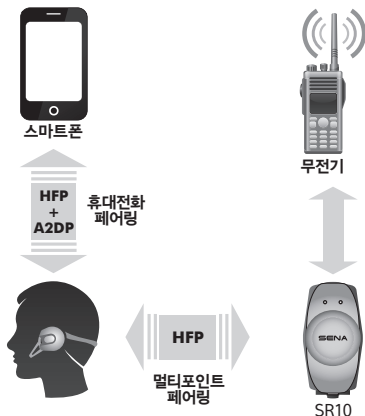 스마트폰
무전기
HFP
+
A2DP
휴대전화
페어링
HFP
멀티포인트
페어링
SENA
SR10